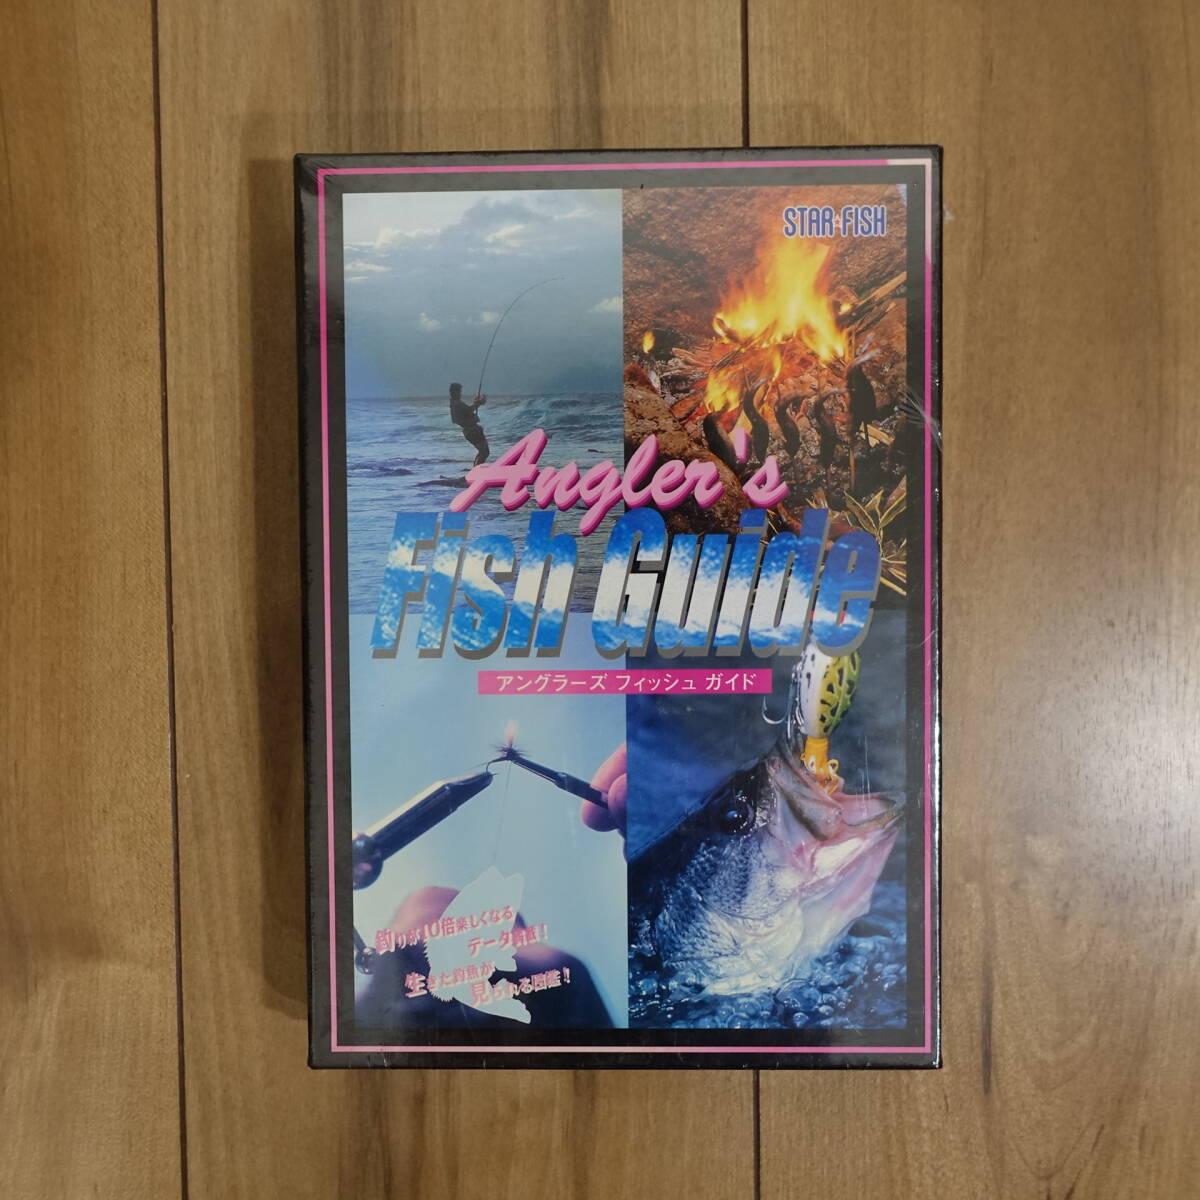 STAR★FISH
Angler's
Fish Guide
アングラーズ フィッシュ ガイド
釣りが10倍楽しくなる
データ満載!
生きた釣魚が
見られる図鑑!